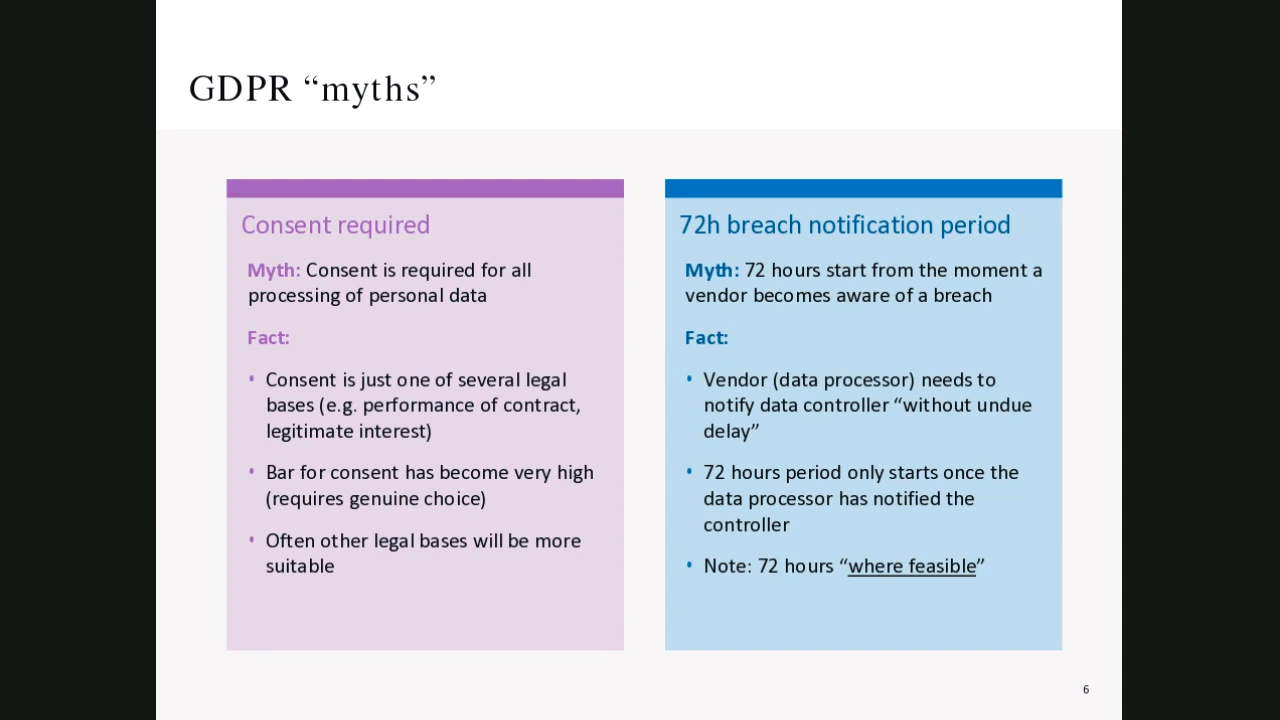 GDPR “myths”
Consent required
Myth: Consent is required for all
processing of personal data
Fact:
• Consent is just one of several legal
bases (e.g. performance of contract,
legitimate interest)
• Bar for consent has become very high
(requires genuine choice)
• Often other legal bases will be more
suitable
72h breach notification period
Myth: 72 hours start from the moment a
vendor becomes aware of a breach
Fact:
• Vendor (data processor) needs to
notify data controller “without undue
delay”
• 72 hours period only starts once the
data processor has notified the
controller
• Note: 72 hours “where feasible”
6